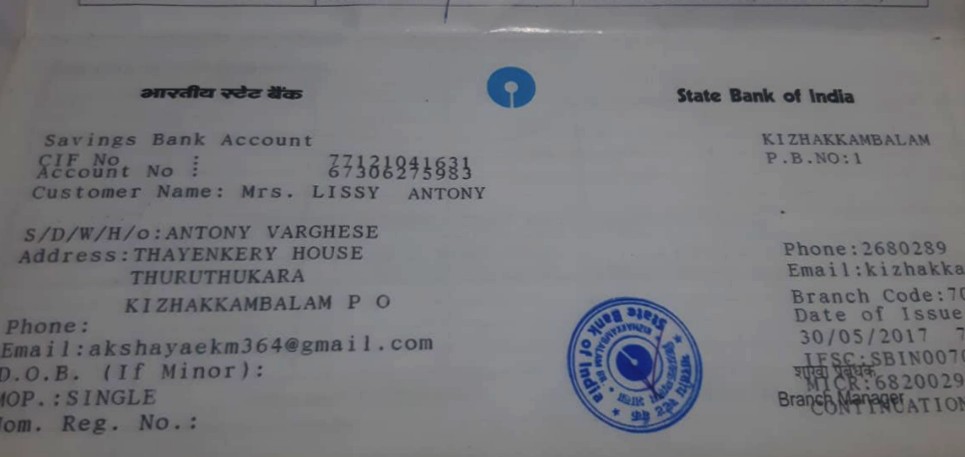 भारतीय स्टेट बैंक
State Bank of India
Savings Bank Account
CIF No : 77121041631
Account No : 67306275983
Customer Name: Mrs. LISSY ANTONY
S/D/W/H/o:ANTONY VARGHESE
Address:THAYENKERY HOUSE
THURUTHUKARA
KIZHAKKAMBALAM P O
Phone:
Email:akshayaekm364@gmail.com
D.O.B. (If Minor):
MOP.:SINGLE
Nom. Reg. No.:
KIZHAKKAMBALAM
P.B.NO:1
Phone:2680289
Email:kizhakka
Branch Code:70
Date of Issue
30/05/2017 7
IFSC:SBIN0070
शाखा प्रबंधक
MICR:6820029
Branch Manager
CONTINUATION
State Bank of India